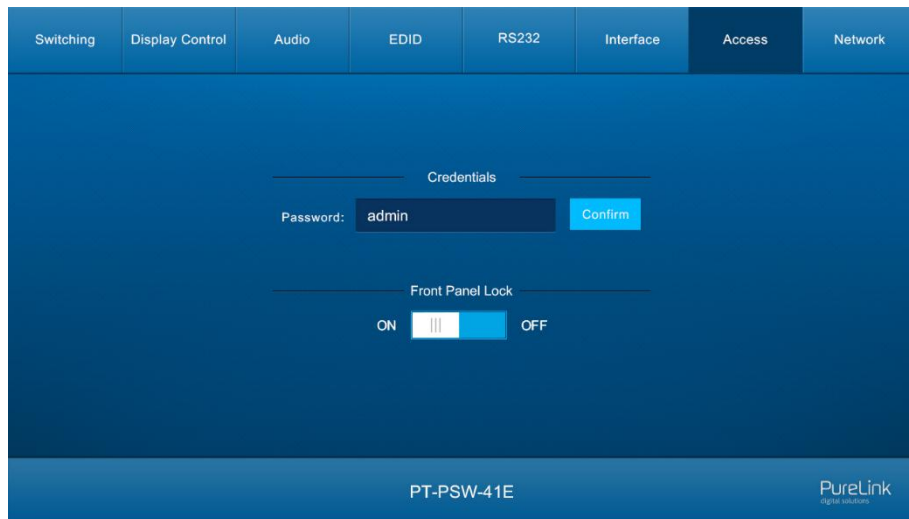 Switching Display Control Audio EDID RS232 Interface Access Network
Credentials
Password: admin Confirm
Front Panel Lock
ON OFF
PT-PSW-41E
PureLink
digital solutions